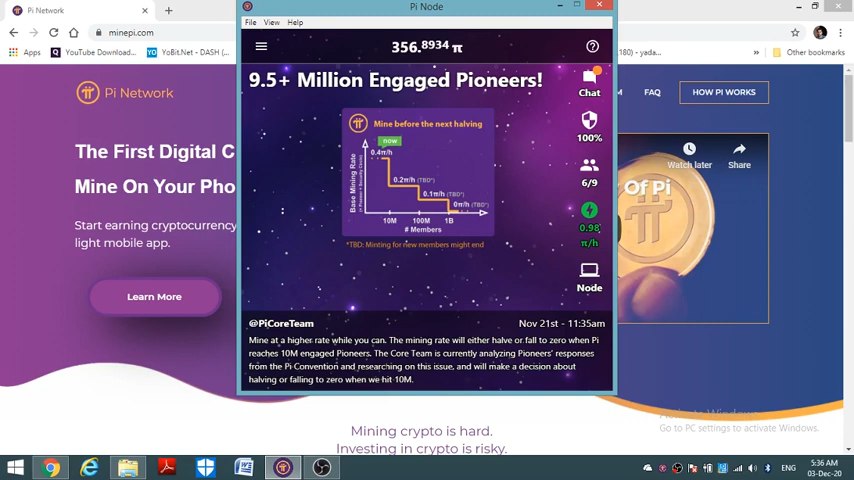 Pi Network
minepi.com
Apps
YouTube Download...
YoBit.Net - DASH (
180) - yada...
Other bookmarks
Pi Network
FAQ
HOW PI WORKS
The First Digital C
Mine On Your Pho
Start earning cryptocurrency
light mobile app.
Learn More
Watch later
Share
Of Pi
Pi Node
File View Help
356.8934 π
9.5+ Million Engaged Pioneers!
Chat
100%
6/9
0.98
π/h
Node
Mine before the next halving
now
0.4π/h
0.2π/h (TBD*)
0.1π/h (TBD*)
0π/h (TBD*)
Base Mining Rate
10M 100M 1B
# Members
*TBD: Minting for new members might end
@PiCoreTeam
Nov 21st - 11:35am
Mine at a higher rate while you can. The mining rate will either halve or fall to zero when Pi
reaches 10M engaged Pioneers. The Core Team is currently analyzing Pioneers' responses
from the Pi Convention and researching on this issue, and will make a decision about
halving or falling to zero when we hit 10M.
Mining crypto is hard.
Investing in crypto is risky.
Activate Windows
Go to PC settings to activate Windows.
ENG
5:36 AM
03-Dec-20